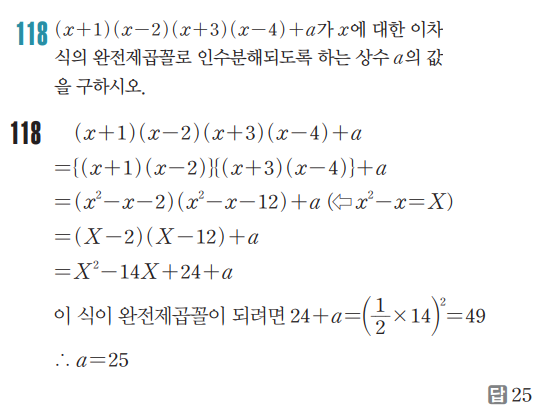 118 (x+1)(x−2)(x+3)(x−4)+a가 x에 대한 이차
식의 완전제곱꼴로 인수분해되도록 하는 상수 a의 값
을 구하시오.
118 (x+1)(x−2)(x+3)(x−4)+a
={(x+1)(x−2)}{(x+3)(x−4)}+a
=(x²−x−2)(x²−x−12)+a (⇦x²−x=X)
=(X−2)(X−12)+a
=X²−14X+24+a
이 식이 완전제곱꼴이 되려면 24+a=(1/2×14)²=49
∴ a=25
답 25